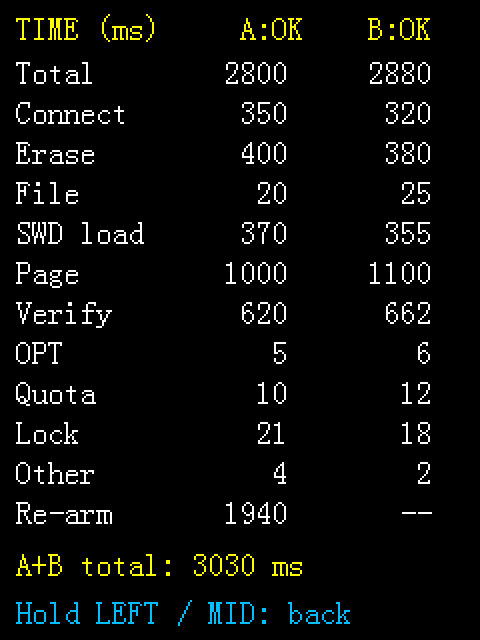 TIME (ms) A:OK B:OK
Total 2800 2880
Connect 350 320
Erase 400 380
File 20 25
SWD load 370 355
Page 1000 1100
Verify 620 662
OPT 5 6
Quota 10 12
Lock 21 18
Other 4 2
Re-arm 1940 --
A+B total: 3030 ms
Hold LEFT / MID: back